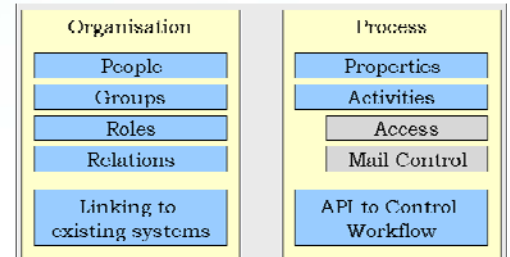 Organisation
People
Groups
Roles
Relations
Linking to
existing systems
Process
Properties
Activities
Access
Mail Control
API to Control
Workflow